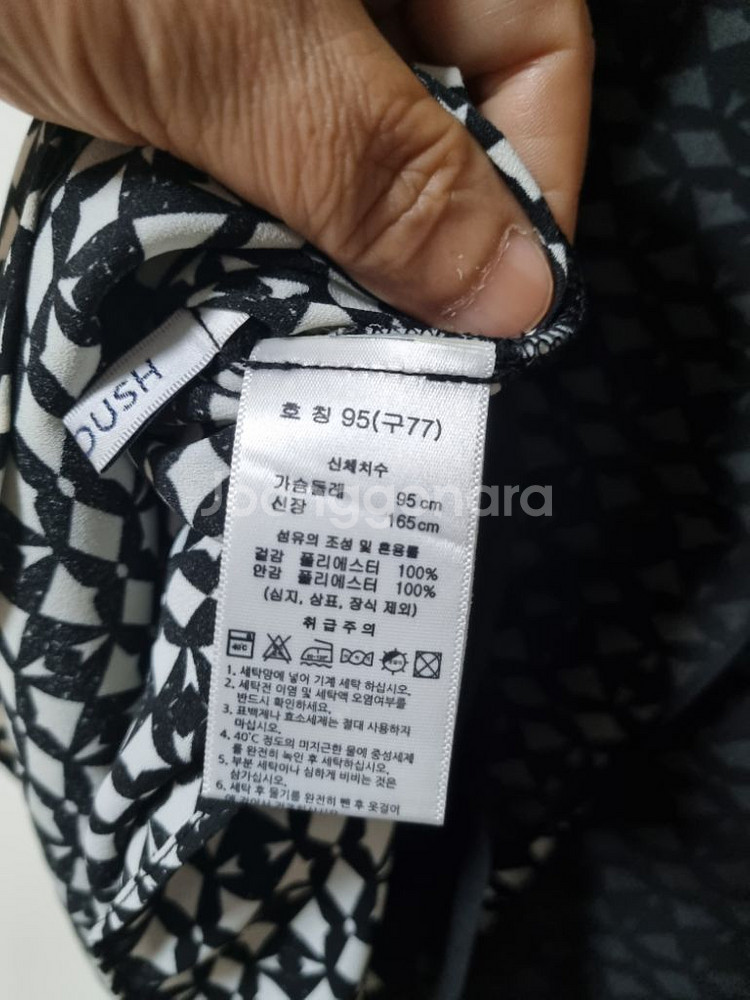 DUSH
호 칭 95(구77)
신체치수
가슴둘레 95cm
신장 165cm
Joonggonara
섬유의 조성 및 혼용률
겉감 폴리에스터 100%
안감 폴리에스터 100%
(심지, 상표, 장식 제외)
취 급 주 의
40℃
1. 세탁망에 넣어 기계 세탁 하십시오.
2. 세탁전 이염 및 세탁액 오염여부를
반드시 확인하세요.
3. 표백제나 효소세제는 절대 사용하지
마십시오.
4. 40℃ 정도의 미지근한 물에 중성세제
를 완전히 녹인 후 세탁하십시오.
5. 부분 세탁이나 심하게 비비는 것은
삼가십시오.
6. 세탁 후 물기를 완전히 뺀 후 옷걸이